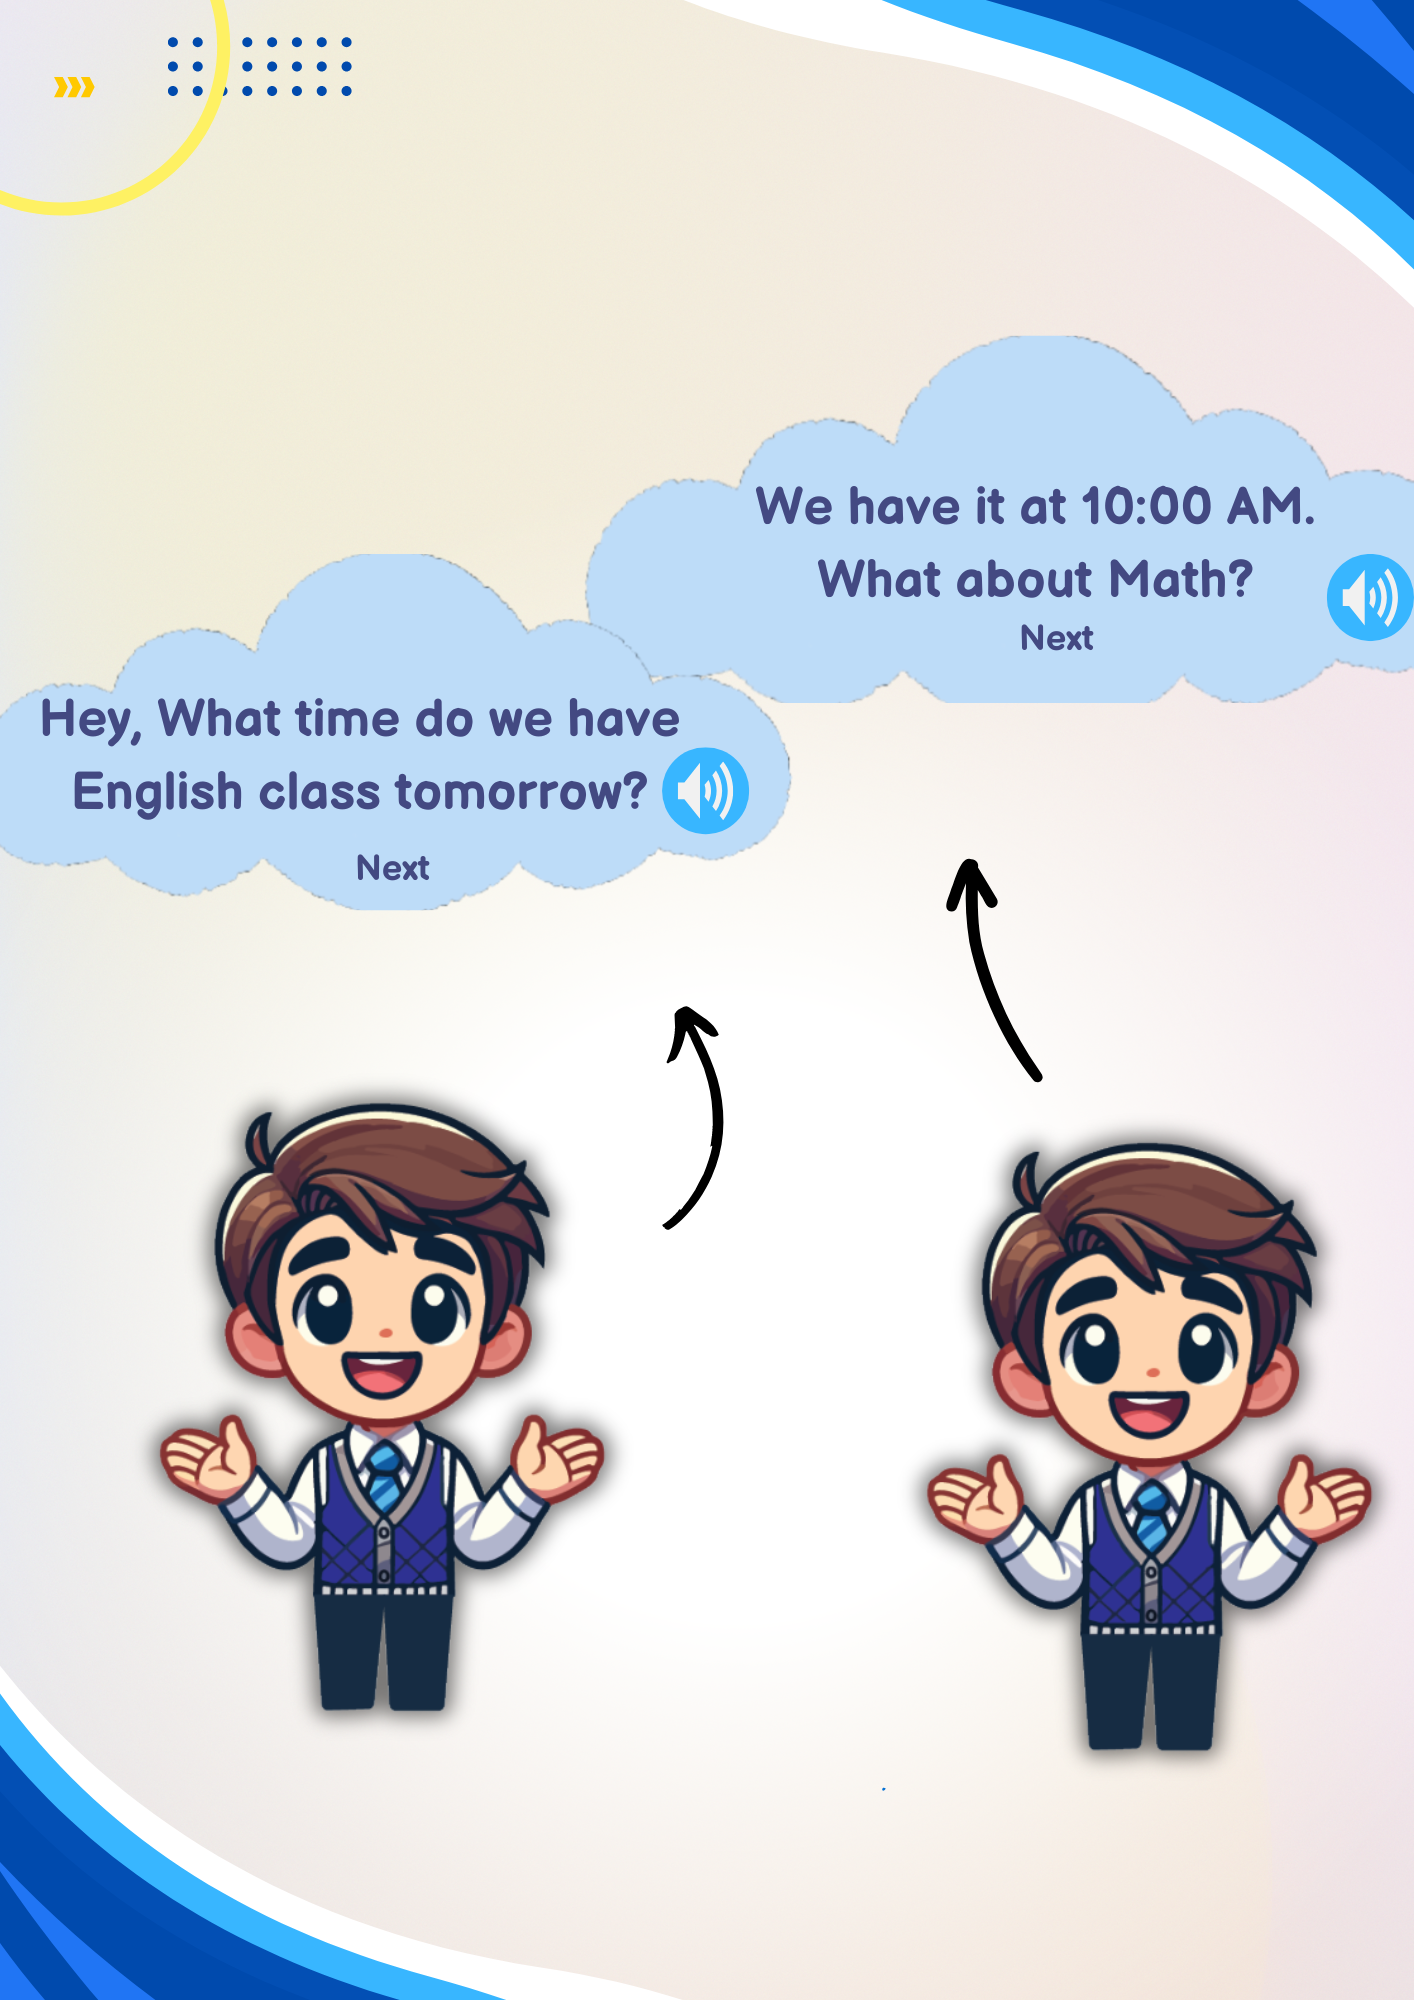 Hey, What time do we have
English class tomorrow?
Next
We have it at 10:00 AM.
What about Math?
Next